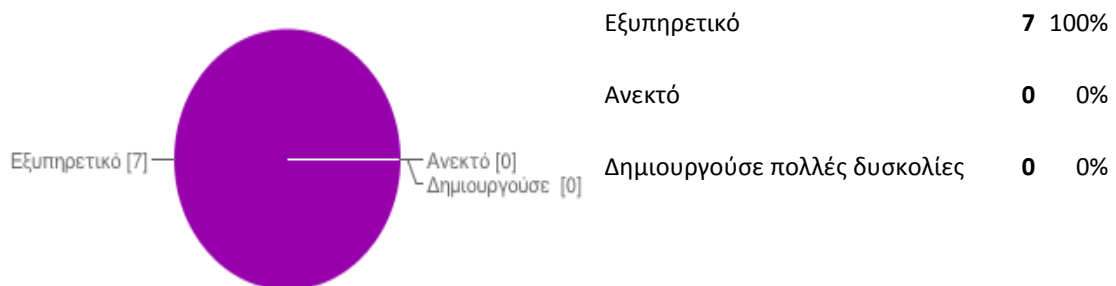 Εξυπηρετικό [7]
Ανεκτό [0]
Δημιουργούσε [0]
Εξυπηρετικό 7 100%
Ανεκτό 0 0%
Δημιουργούσε πολλές δυσκολίες 0 0%